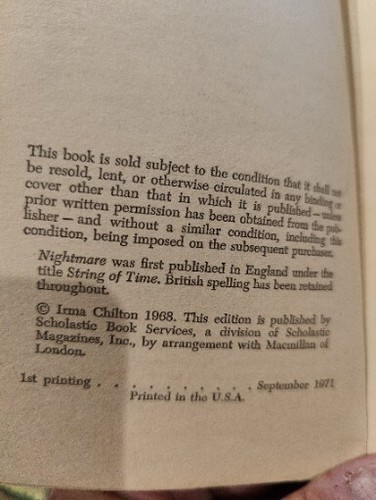 This book is sold subject to the condition that it shall not
be resold, lent, or otherwise circulated in any binding or
cover other than that in which it is published — unless
prior written permission has been obtained from the pub-
lisher — and without a similar condition, including this
condition, being imposed on the subsequent purchaser.
Nightmare was first published in England under the
title String of Time. British spelling has been retained
throughout.
© Irma Chilton 1968. This edition is published by
Scholastic Book Services, a division of Scholastic
Magazines, Inc., by arrangement with Macmillan of
London.
1st printing . . . . . . . . . . September 1971
Printed in the U.S.A.